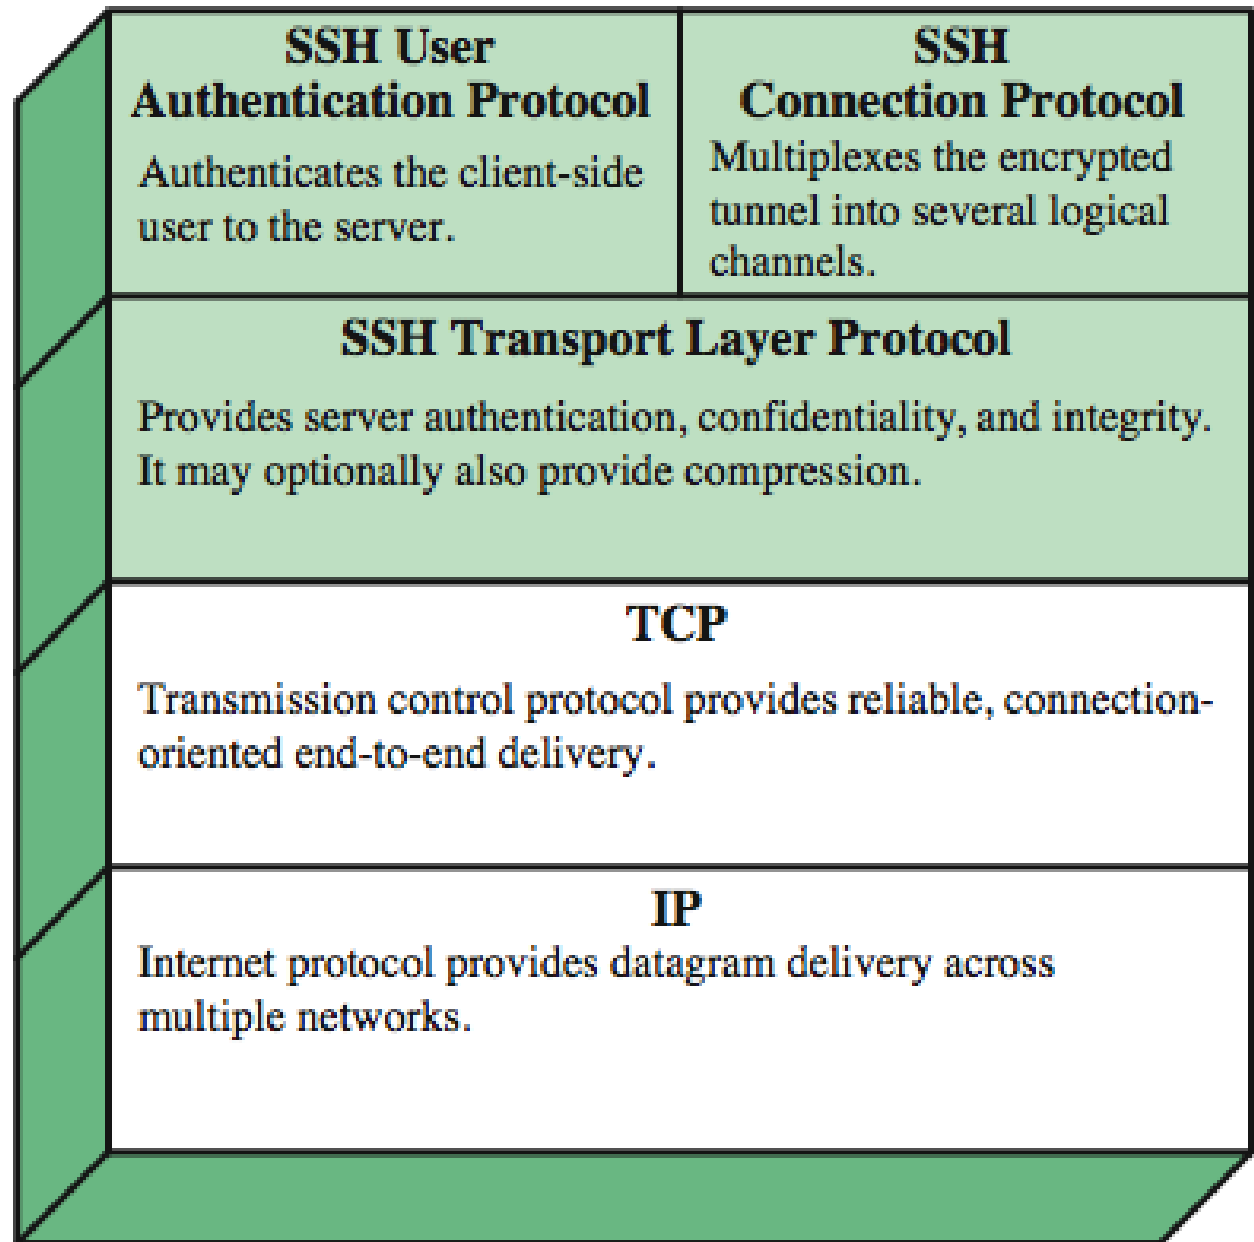 SSH User
Authentication Protocol
Authenticates the client-side
user to the server.
SSH
Connection Protocol
Multiplexes the encrypted
tunnel into several logical
channels.
SSH Transport Layer Protocol
Provides server authentication, confidentiality, and integrity.
It may optionally also provide compression.
TCP
Transmission control protocol provides reliable, connection-
oriented end-to-end delivery.
IP
Internet protocol provides datagram delivery across
multiple networks.